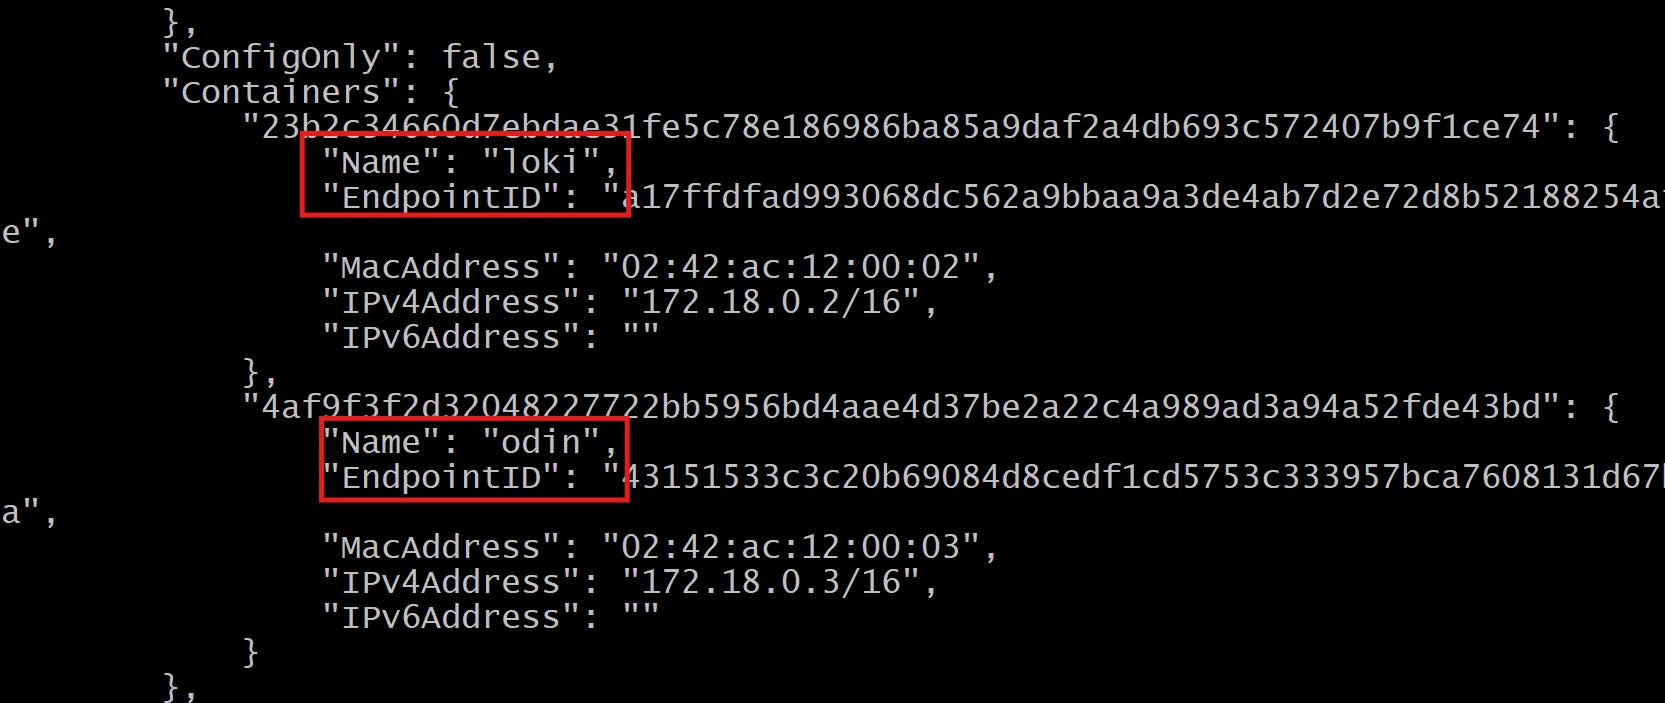 },
"ConfigOnly": false,
"Containers": {
"23b2c34660d7ebdae31fe5c78e186986ba85a9daf2a4db693c572407b9f1ce74": {
"Name": "loki",
"EndpointID": "a17ffdfad993068dc562a9bbaa9a3de4ab7d2e72d8b52188254a
e",
"MacAddress": "02:42:ac:12:00:02",
"IPv4Address": "172.18.0.2/16",
"IPv6Address": ""
},
"4af9f3f2d32048227722bb5956bd4aae4d37be2a22c4a989ad3a94a52fde43bd": {
"Name": "odin",
"EndpointID": "43151533c3c20b69084d8cedf1cd5753c333957bca7608131d67
a",
"MacAddress": "02:42:ac:12:00:03",
"IPv4Address": "172.18.0.3/16",
"IPv6Address": ""
}
},